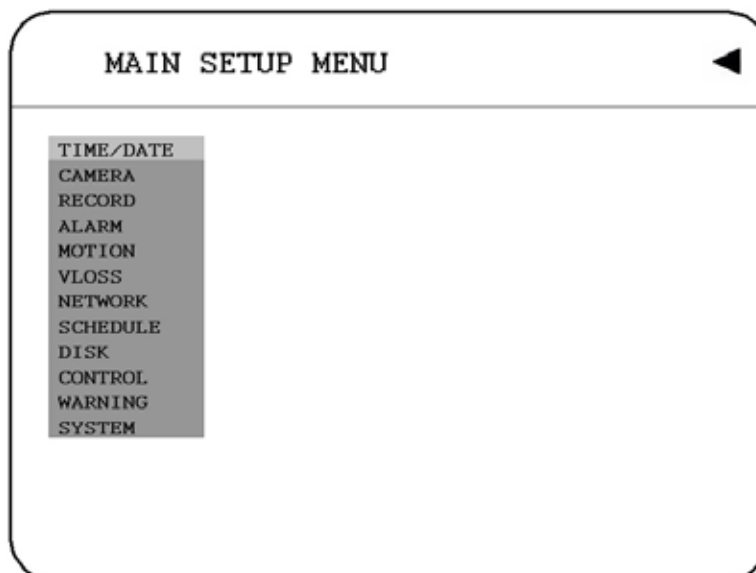 MAIN SETUP MENU
TIME/DATE
CAMERA
RECORD
ALARM
MOTION
VLOSS
NETWORK
SCHEDULE
DISK
CONTROL
WARNING
SYSTEM